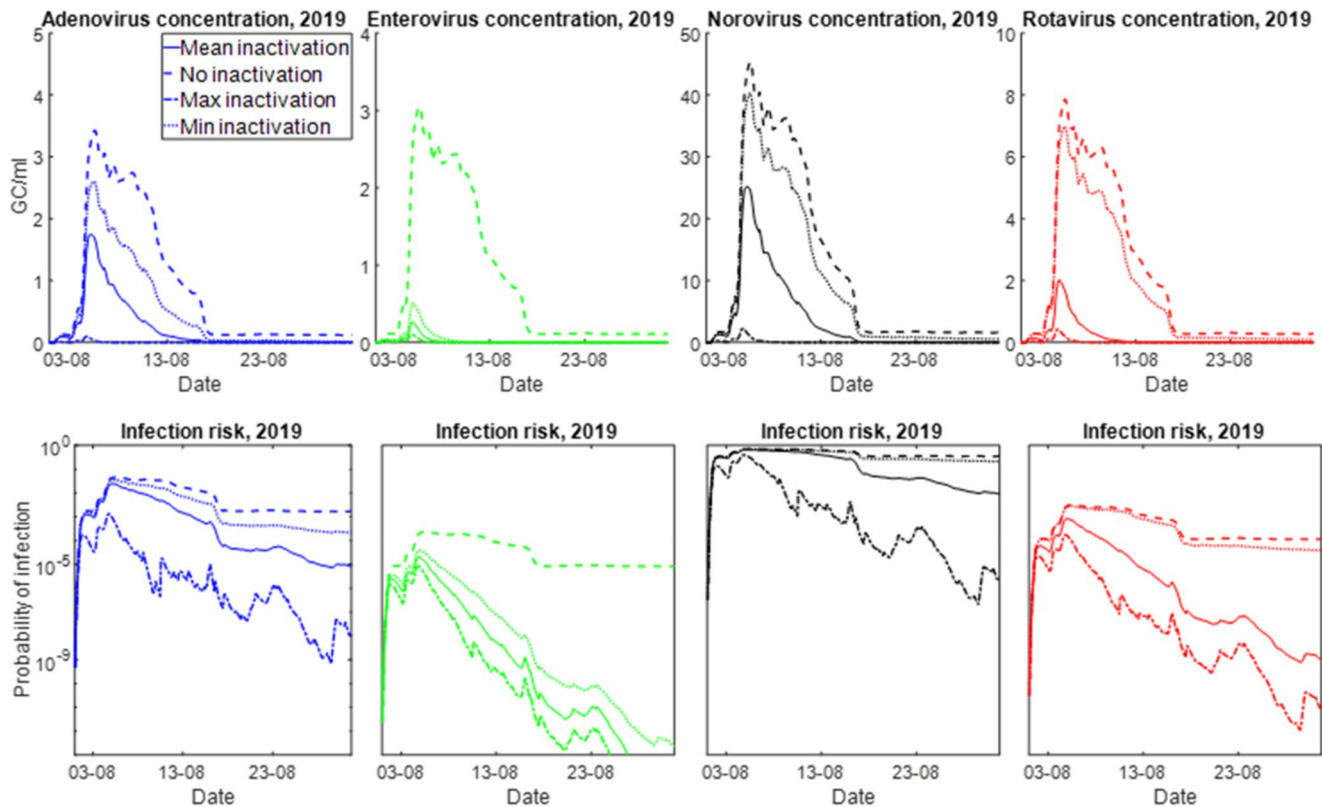 Adenovirus concentration, 2019
5
4
3
2
1
0
GC/ml
03-08
13-08
23-08
Date
Mean inactivation
No inactivation
Max inactivation
Min inactivation
Enterovirus concentration, 2019
4
3
2
1
0
03-08
13-08
23-08
Date
Norovirus concentration, 2019
50
40
30
20
10
0
03-08
13-08
23-08
Date
Rotavirus concentration, 2019
10
8
6
4
2
0
03-08
13-08
23-08
Date
Infection risk, 2019
10^0
10^-5
10^-9
Probability of infection
03-08
13-08
23-08
Date
Infection risk, 2019
03-08
13-08
23-08
Date
Infection risk, 2019
03-08
13-08
23-08
Date
Infection risk, 2019
03-08
13-08
23-08
Date